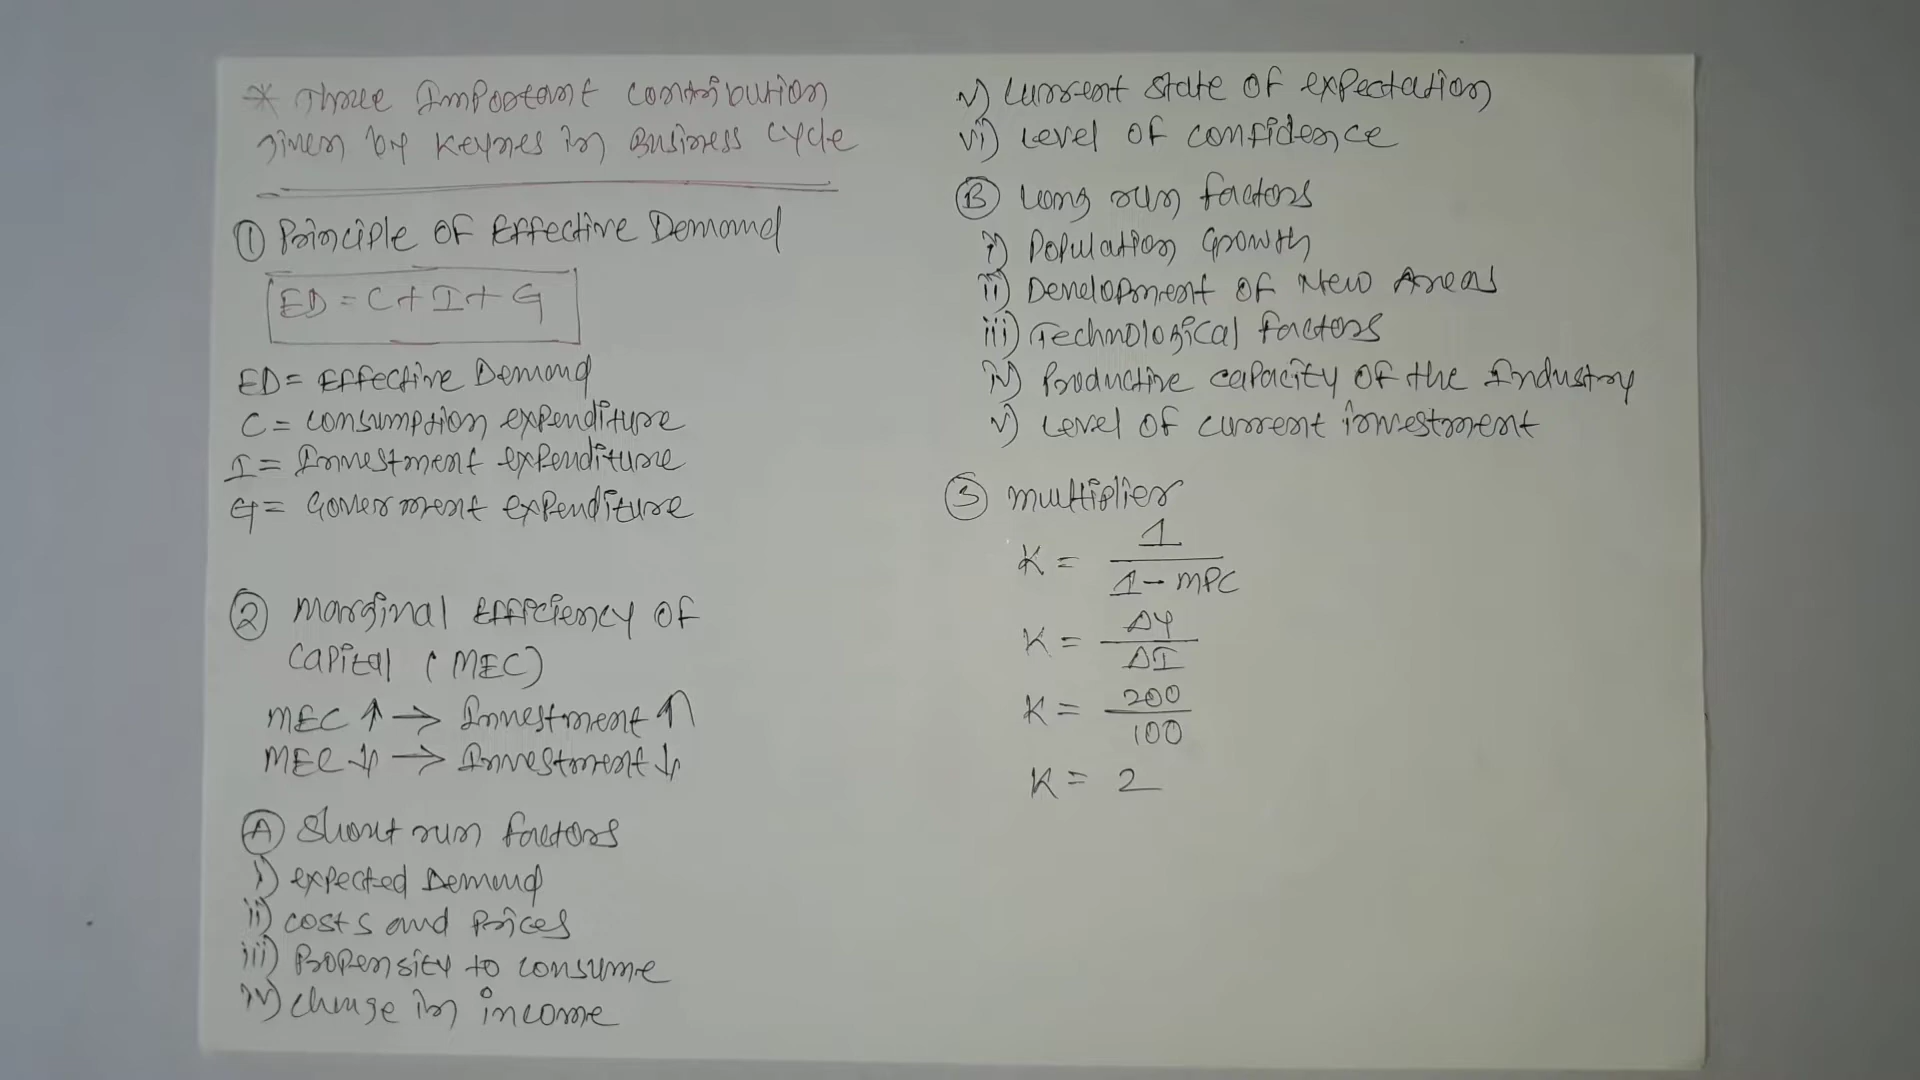 * Three Important contribution
given by Keynes in Business cycle
① Principle of Effective Demand
ED = C + I + G
ED = Effective Demand
C = consumption expenditure
I = Investment expenditure
G = Government expenditure
② Marginal Efficiency of
capital (MEC)
MEC ↑ → Investment ↑
MEC ↓ → Investment ↓
Ⓐ Short run factors
i) expected Demand
ii) costs and Prices
iii) Propensity to consume
iv) change in income
v) current state of expectation
vi) Level of confidence
Ⓑ Long run factors
i) Population Growth
ii) Development of New Areas
iii) Technological factors
iv) Productive capacity of the Industry
v) Level of current investment
③ multiplier
K = 1 / 1 - MPC
K = ΔY / ΔI
K = 200 / 100
K = 2